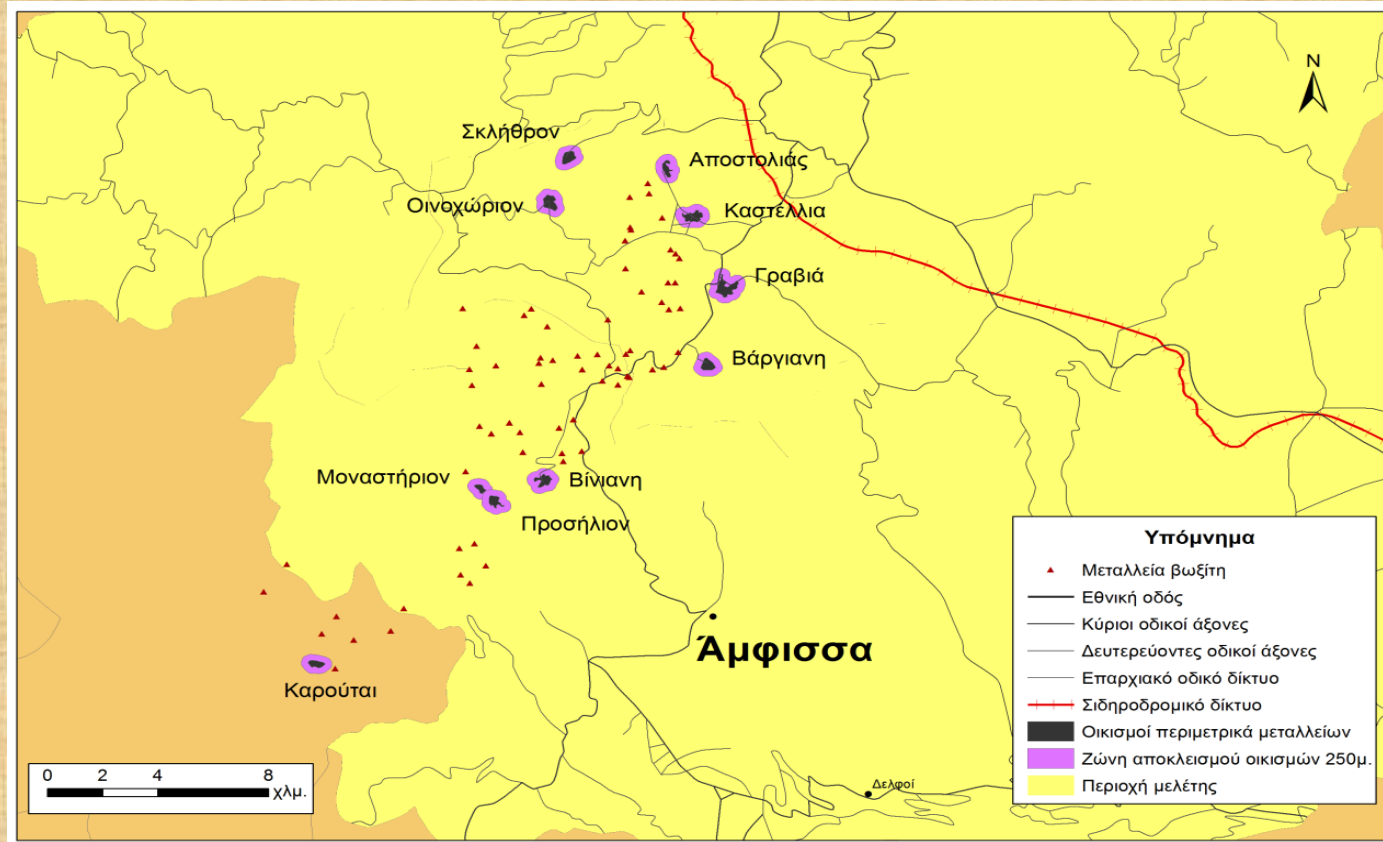 N
Σκλήθρον
Αποστολιάς
Οινοχώριον
Καστέλλια
Γραβιά
Βάργιανη
Μοναστήριον
Βίνιανη
Προσήλιον
Άμφισσα
Καρούται
Δελφοί
0 2 4 8
χλμ.
Υπόμνημα
Μεταλλεία βωξίτη
Εθνική οδός
Κύριοι οδικοί άξονες
Δευτερεύοντες οδικοί άξονες
Επαρχιακό οδικό δίκτυο
Σιδηροδρομικό δίκτυο
Οικισμοί περιμετρικά μεταλλείων
Ζώνη αποκλεισμού οικισμών 250μ.
Περιοχή μελέτης